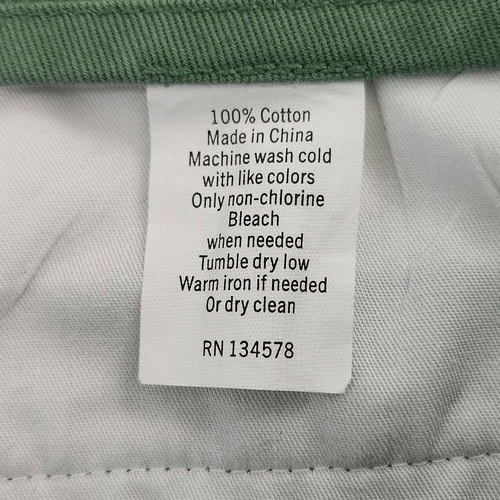 100% Cotton
Made in China
Machine wash cold
with like colors
Only non-chlorine
Bleach
when needed
Tumble dry low
Warm iron if needed
Or dry clean
RN 134578